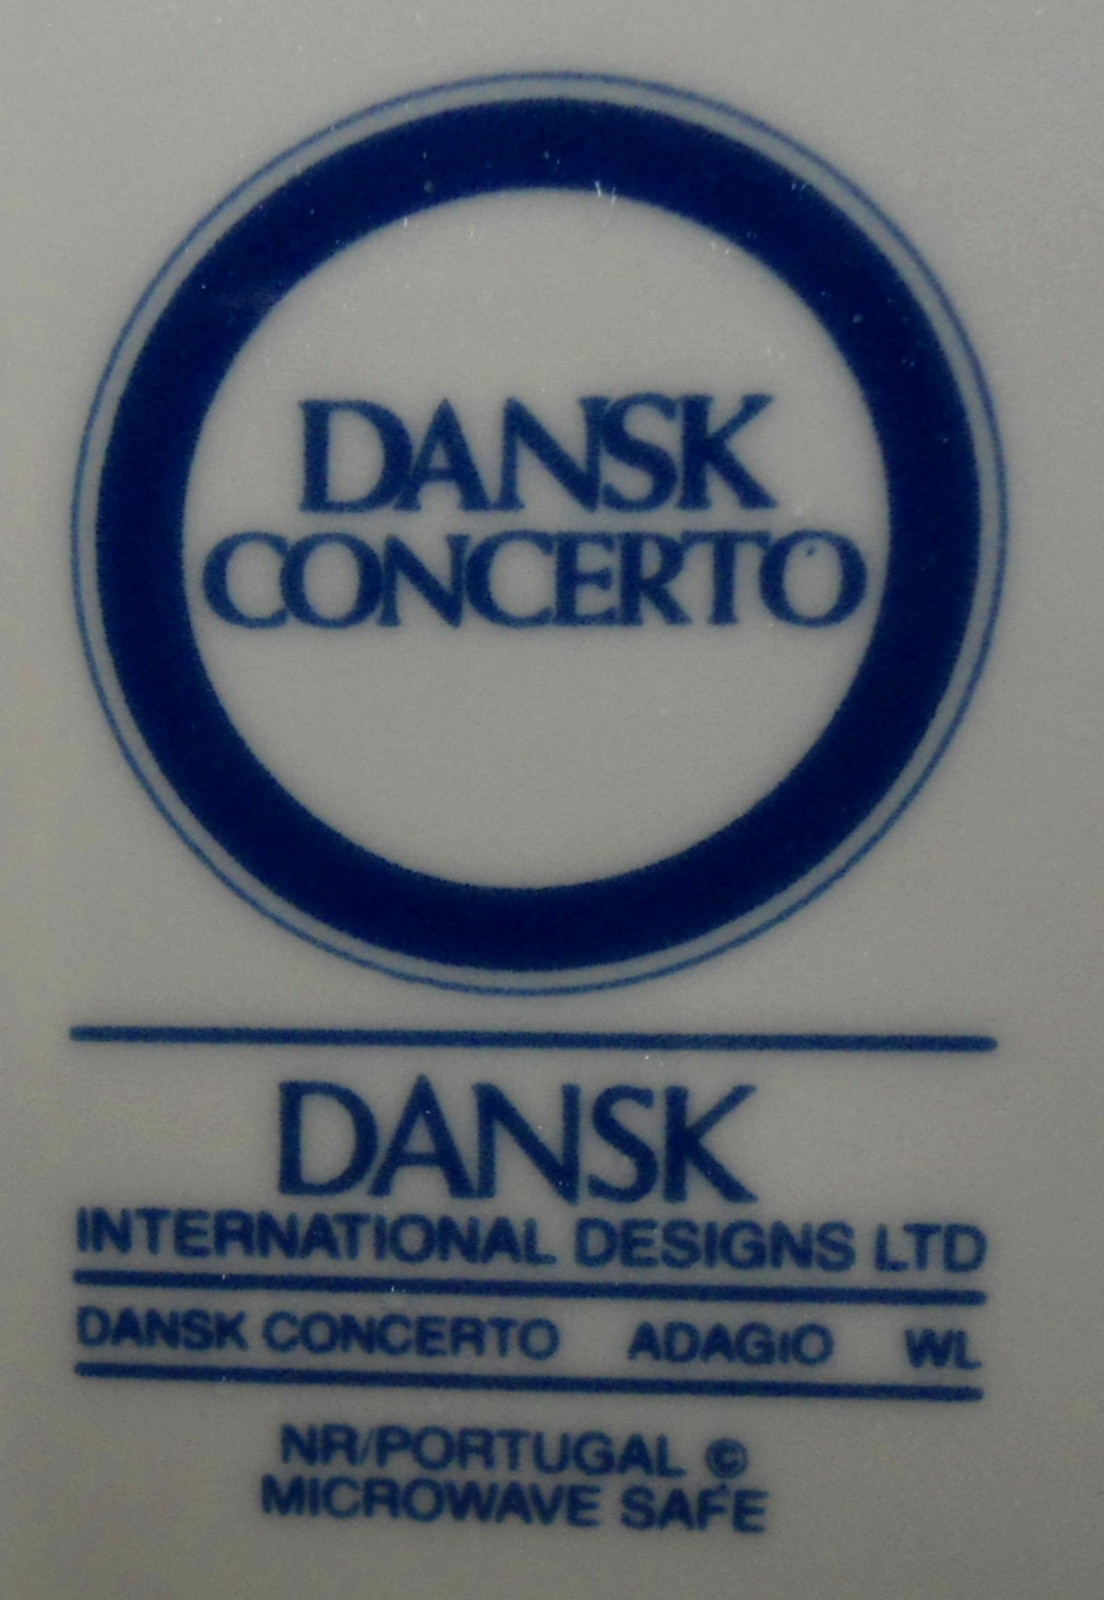 DANSK
CONCERTO
DANSK
INTERNATIONAL DESIGNS LTD
DANSK CONCERTO ADAGIO WL
NR/PORTUGAL ©
MICROWAVE SAFE